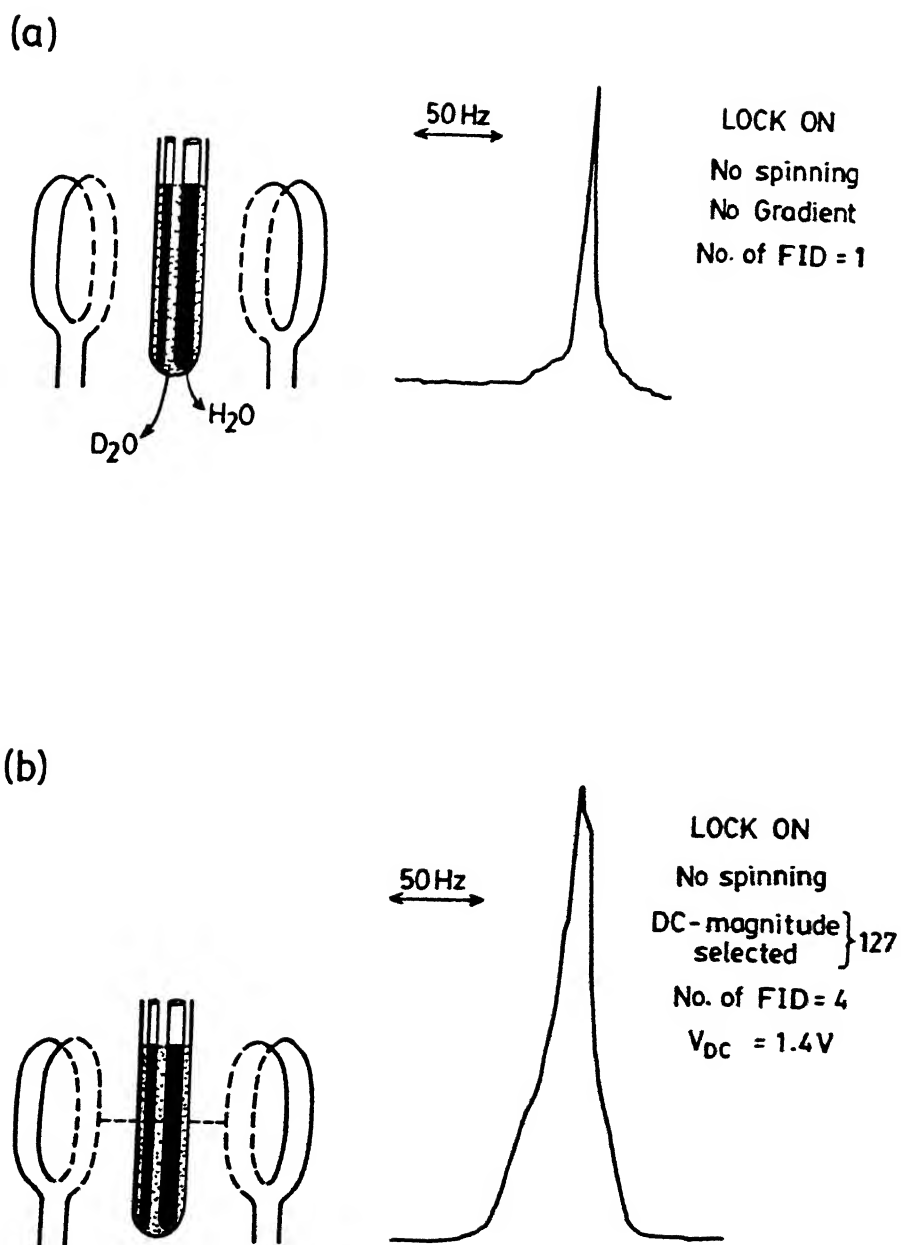 (a)
50 Hz
LOCK ON
No spinning
No Gradient
No. of FID = 1
H2O
D2O
(b)
50 Hz
LOCK ON
No spinning
DC-magnitude
selected } 127
No. of FID = 4
VDC = 1.4V